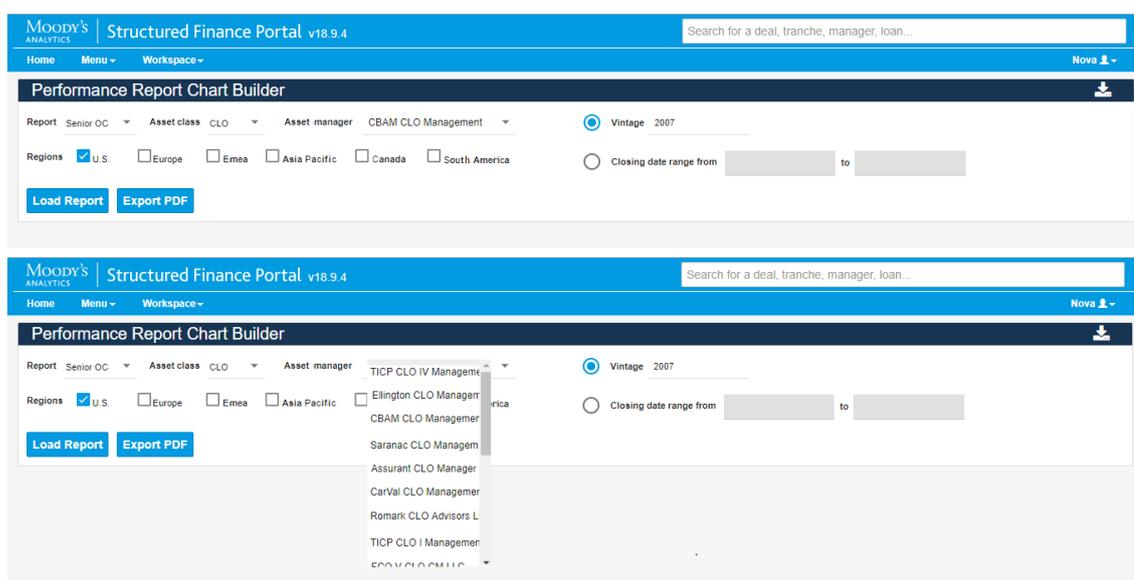 MOODY'S ANALYTICS Structured Finance Portal v18.9.4 Search for a deal, tranche, manager, loan...
Home Menu Workspace Nova
Performance Report Chart Builder
Report Senior OC Asset class CLO Asset manager CBAM CLO Management Vintage 2007
Regions U.S. Europe Emea Asia Pacific Canada South America Closing date range from to
Load Report Export PDF
MOODY'S ANALYTICS Structured Finance Portal v18.9.4 Search for a deal, tranche, manager, loan...
Home Menu Workspace Nova
Performance Report Chart Builder
Report Senior OC Asset class CLO Asset manager TICP CLO IV Manageme Vintage 2007
Regions U.S. Europe Emea Asia Pacific Ellington CLO Managem rica Closing date range from to
CBAM CLO Managemer
Load Report Export PDF Saranac CLO Managem
Assurant CLO Manager
CarVal CLO Managemer
Romark CLO Advisors L
TICP CLO I Managemen